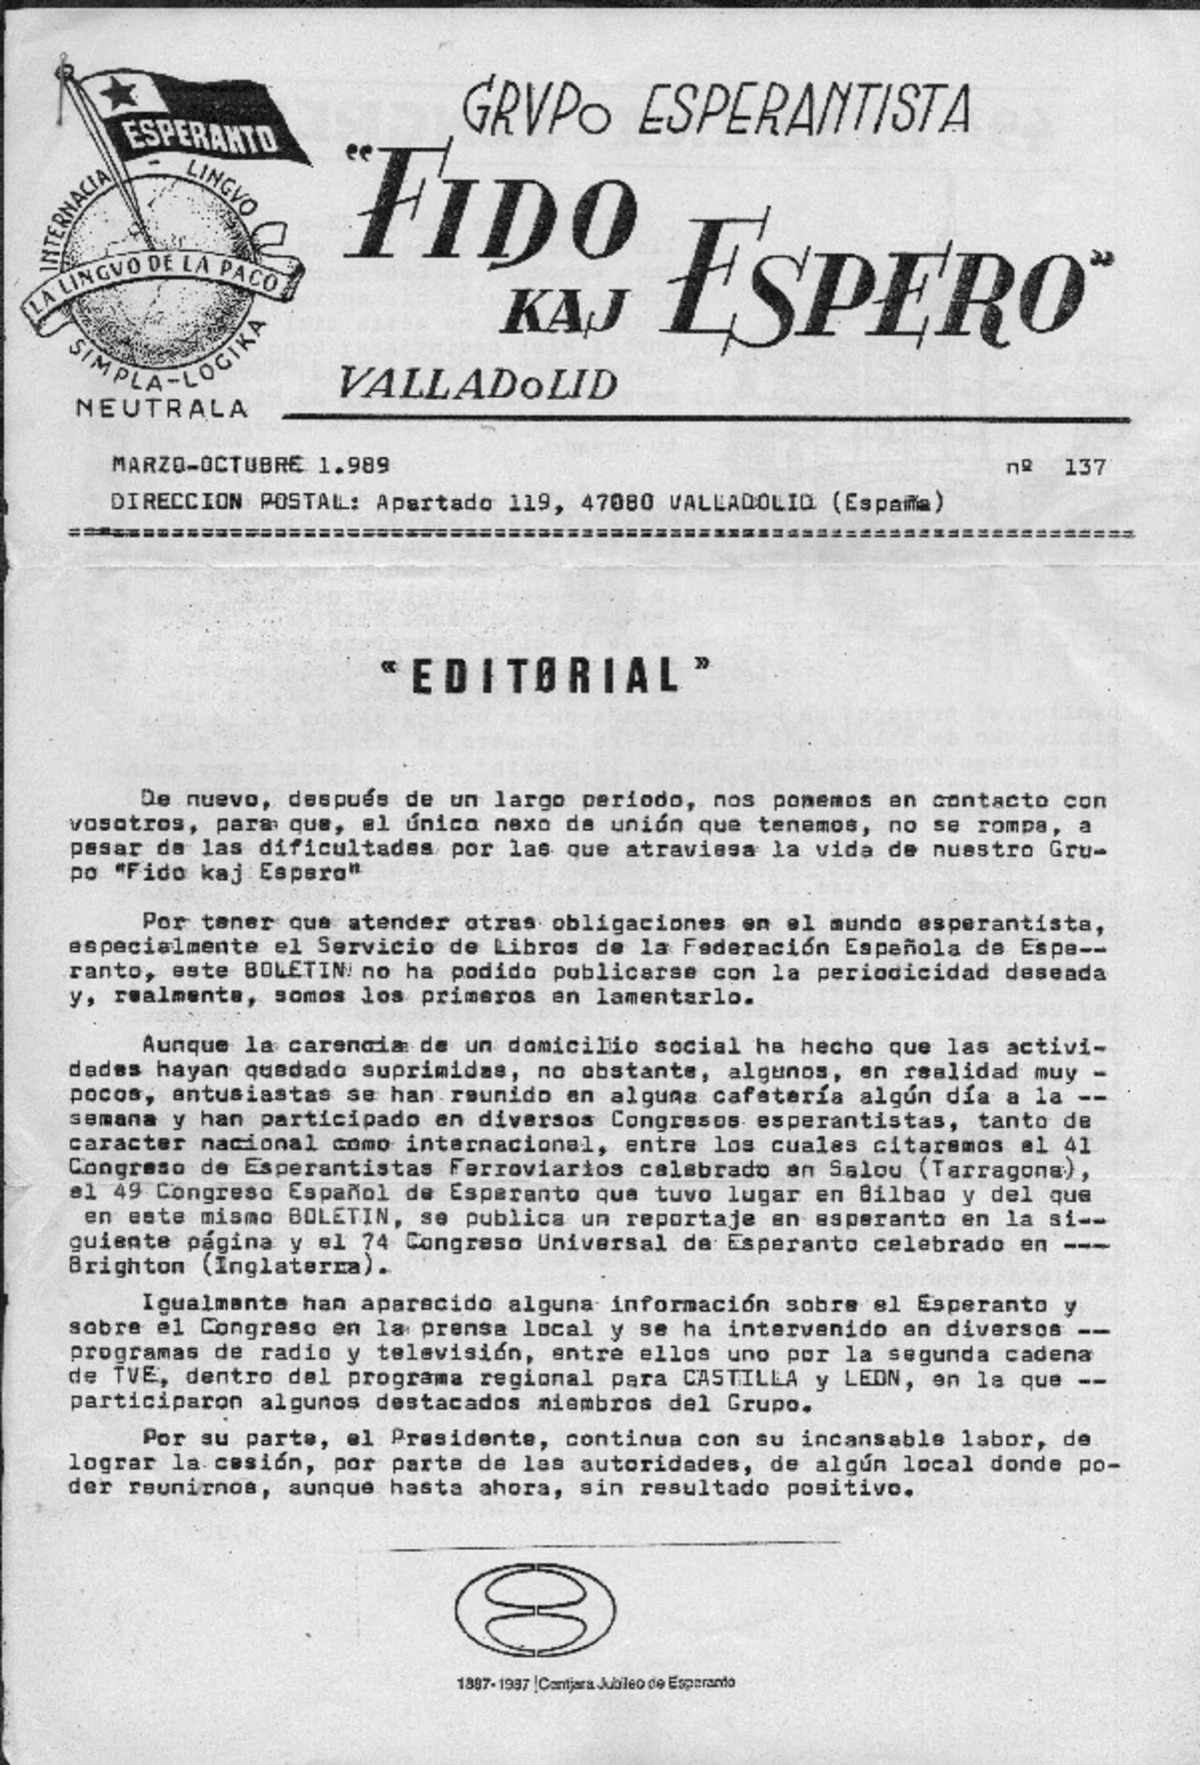 ESPERANTO
INTERNACIA - LINGVO
LA LINGVO DE LA PACO
SIMPLA-LOGIKA
NEUTRALA
GRVPO ESPERANTISTA
"FIDO
KAJ ESPERO"
VALLADOLID
MARZO-OCTUBRE 1.989 nº 137
DIRECCION POSTAL: Apartado 119, 47080 VALLADOLID (España)
=====================================================================
"EDITORIAL"
De nuevo, después de un largo periodo, nos ponemos en contacto con
vosotros, para que, el único nexo de unión que tenemos, no se rompa, a
pesar de las dificultades por las que atraviesa la vida de nuestro Gru-
po "Fido kaj Espero"
Por tener que atender otras obligaciones en el mundo esperantista,
especialmente el Servicio de Libros de la Federación Española de Espe--
ranto, este BOLETIN no ha podido publicarse con la periodicidad deseada
y, realmente, somos los primeros en lamentarlo.
Aunque la carencia de un domicilio social ha hecho que las activi-
dades hayan quedado suprimidas, no obstante, algunos, en realidad muy -
pocos, entusiastas se han reunido en alguna cafetería algún día a la --
semana y han participado en diversos Congresos esperantistas, tanto de
caracter nacional como internacional, entre los cuales citaremos el 41
Congreso de Esperantistas Ferroviarios celebrado en Salou (Tarragona),
el 49 Congreso Español de Esperanto que tuvo lugar en Bilbao y del que
en este mismo BOLETIN, se publica un reportaje en esperanto en la si--
guiente página y el 74 Congreso Universal de Esperanto celebrado en ---
Brighton (Inglaterra).
Igualmente han aparecido alguna información sobre el Esperanto y
sobre el Congreso en la prensa local y se ha intervenido en diversos --
programas de radio y televisión, entre ellos uno por la segunda cadena
de TVE, dentro del programa regional para CASTILLA y LEON, en la que --
participaron algunos destacados miembros del Grupo.
Por su parte, el Presidente, continua con su incansable labor, de
lograr la cesión, por parte de las autoridades, de algún local donde po-
der reunirnos, aunque hasta ahora, sin resultado positivo.
1887-1987 | Centjara Jubileo de Esperanto